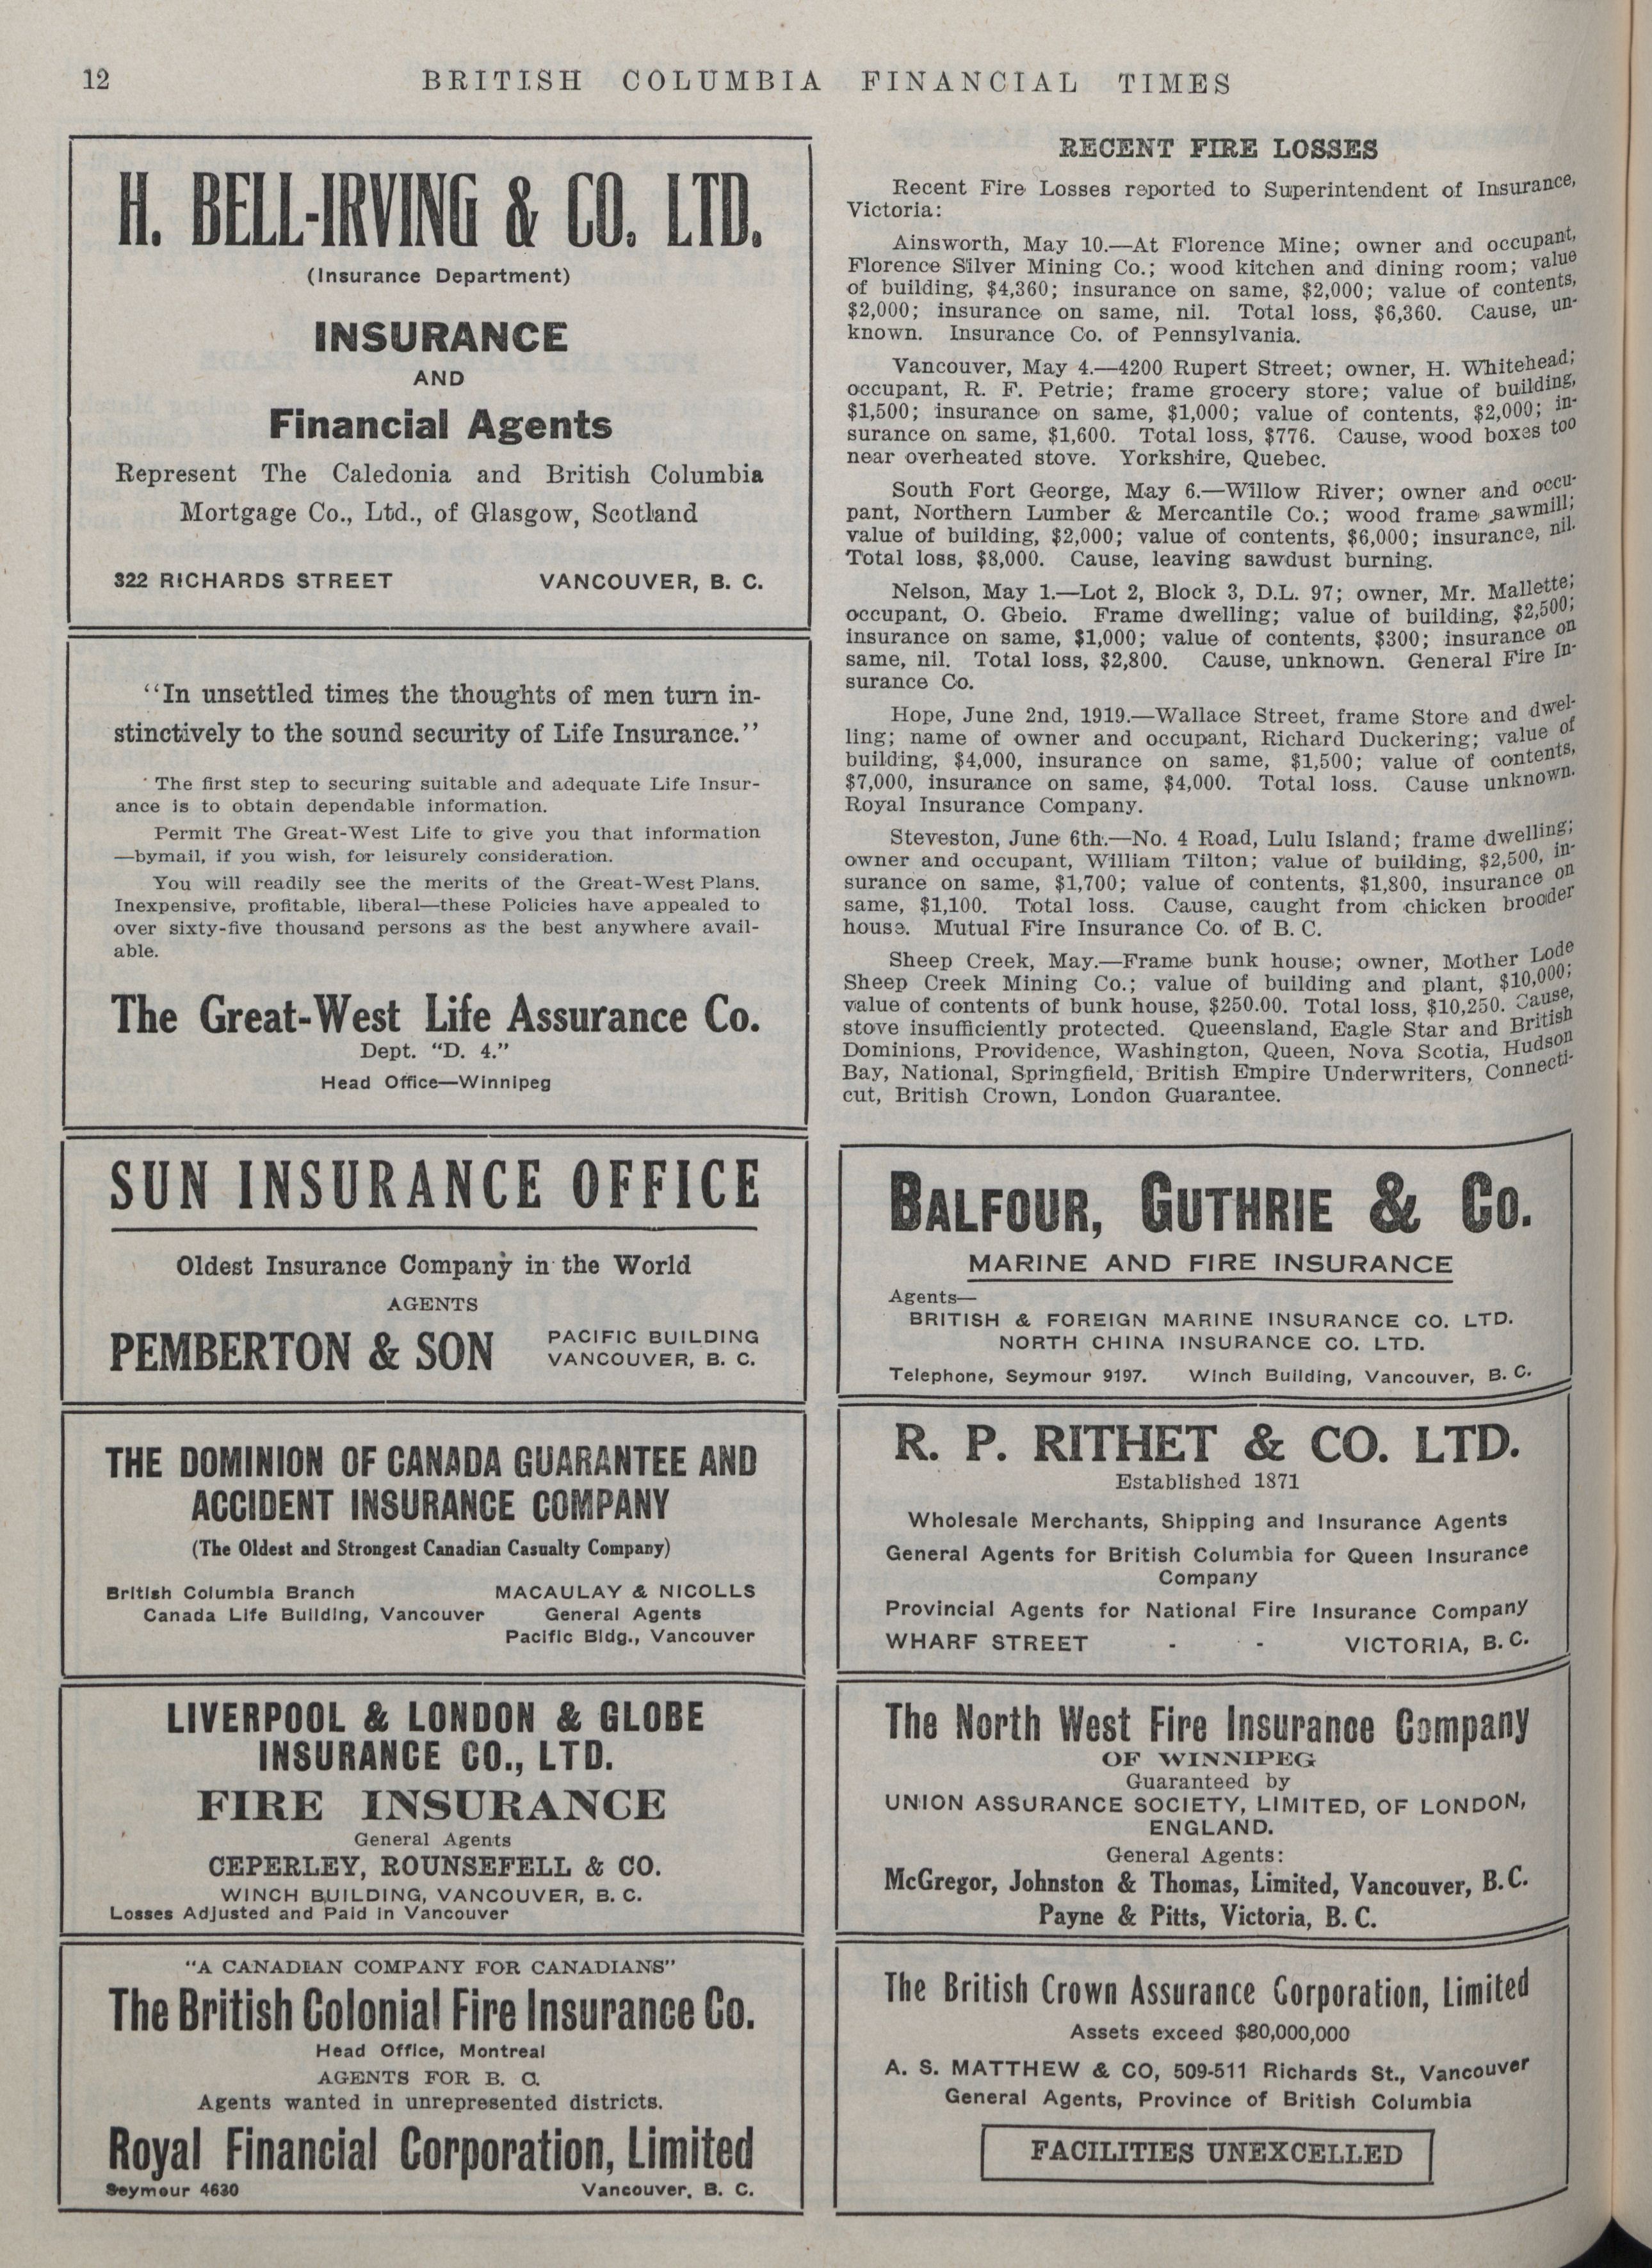 12
BRITISH COLUMBIA FINANCIAL TIMES
H. BELL-IRVING & CO. LTD.
(Insurance Department)
INSURANCE
AND
Financial Agents
Represent The Caledonia and British Columbia
Mortgage Co., Ltd., of Glasgow, Scotland
322 RICHARDS STREET VANCOUVER, B. C.
"In unsettled times the thoughts of men turn in-
stinctively to the sound security of Life Insurance."
The first step to securing suitable and adequate Life Insur-
ance is to obtain dependable information.
Permit The Great-West Life to give you that information
—bymail, if you wish, for leisurely consideration.
You will readily see the merits of the Great-West Plans.
Inexpensive, profitable, liberal—these Policies have appealed to
over sixty-five thousand persons as the best anywhere avail-
able.
The Great-West Life Assurance Co.
Dept. "D. 4."
Head Office—Winnipeg
SUN INSURANCE OFFICE
Oldest Insurance Company in the World
AGENTS
PEMBERTON & SON
PACIFIC BUILDING
VANCOUVER, B. C.
THE DOMINION OF CANADA GUARANTEE AND
ACCIDENT INSURANCE COMPANY
(The Oldest and Strongest Canadian Casualty Company)
British Columbia Branch
Canada Life Building, Vancouver
MACAULAY & NICOLLS
General Agents
Pacific Bldg., Vancouver
LIVERPOOL & LONDON & GLOBE
INSURANCE CO., LTD.
FIRE INSURANCE
General Agents
CEPERLEY, ROUNSEFELL & CO.
WINCH BUILDING, VANCOUVER, B. C.
Losses Adjusted and Paid in Vancouver
"A CANADIAN COMPANY FOR CANADIANS"
The British Colonial Fire Insurance Co.
Head Office, Montreal
AGENTS FOR B. C.
Agents wanted in unrepresented districts.
Royal Financial Corporation, Limited
Seymour 4630 Vancouver, B. C.
RECENT FIRE LOSSES
Recent Fire Losses reported to Superintendent of Insurance,
Victoria:
Ainsworth, May 10.—At Florence Mine; owner and occupant,
Florence Silver Mining Co.; wood kitchen and dining room; value
of building, $4,360; insurance on same, $2,000; value of contents,
$2,000; insurance on same, nil. Total loss, $6,360. Cause, un-
known. Insurance Co. of Pennsylvania.
Vancouver, May 4.—4200 Rupert Street; owner, H. Whitehead;
occupant, R. F. Petrie; frame grocery store; value of building,
$1,500; insurance on same, $1,000; value of contents, $2,000; in-
surance on same, $1,600. Total loss, $776. Cause, wood boxes too
near overheated stove. Yorkshire, Quebec.
South Fort George, May 6.—Willow River; owner and occu-
pant, Northern Lumber & Mercantile Co.; wood frame sawmill;
value of building, $2,000; value of contents, $6,000; insurance, nil.
Total loss, $8,000. Cause, leaving sawdust burning.
Nelson, May 1.—Lot 2, Block 3, D.L. 97; owner, Mr. Mallette;
occupant, O. Gbeio. Frame dwelling; value of building, $2,500;
insurance on same, $1,000; value of contents, $300; insurance on
same, nil. Total loss, $2,800. Cause, unknown. General Fire In-
surance Co.
Hope, June 2nd, 1919.—Wallace Street, frame Store and dwel-
ling; name of owner and occupant, Richard Duckering; value of
building, $4,000, insurance on same, $1,500; value of contents,
$7,000, insurance on same, $4,000. Total loss. Cause unknown.
Royal Insurance Company.
Steveston, June 6th.—No. 4 Road, Lulu Island; frame dwelling;
owner and occupant, William Tilton; value of building, $2,500, in-
surance on same, $1,700; value of contents, $1,800, insurance on
same, $1,100. Total loss. Cause, caught from chicken brooder
house. Mutual Fire Insurance Co. of B. C.
Sheep Creek, May.—Frame bunk house; owner, Mother Lode
Sheep Creek Mining Co.; value of building and plant, $10,000;
value of contents of bunk house, $250.00. Total loss, $10,250. Cause,
stove insufficiently protected. Queensland, Eagle Star and British
Dominions, Providence, Washington, Queen, Nova Scotia, Hudson
Bay, National, Springfield, British Empire Underwriters, Connecti-
cut, British Crown, London Guarantee.
BALFOUR, GUTHRIE & CO.
MARINE AND FIRE INSURANCE
Agents—
BRITISH & FOREIGN MARINE INSURANCE CO. LTD.
NORTH CHINA INSURANCE CO. LTD.
Telephone, Seymour 9197. Winch Building, Vancouver, B. C.
R. P. RITHET & CO. LTD.
Established 1871
Wholesale Merchants, Shipping and Insurance Agents
General Agents for British Columbia for Queen Insurance
Company
Provincial Agents for National Fire Insurance Company
WHARF STREET - - VICTORIA, B. C.
The North West Fire Insurance Company
OF WINNIPEG
Guaranteed by
UNION ASSURANCE SOCIETY, LIMITED, OF LONDON,
ENGLAND.
General Agents:
McGregor, Johnston & Thomas, Limited, Vancouver, B.C.
Payne & Pitts, Victoria, B. C.
The British Crown Assurance Corporation, Limited
Assets exceed $80,000,000
A. S. MATTHEW & CO, 509-511 Richards St., Vancouver
General Agents, Province of British Columbia
FACILITIES UNEXCELLED